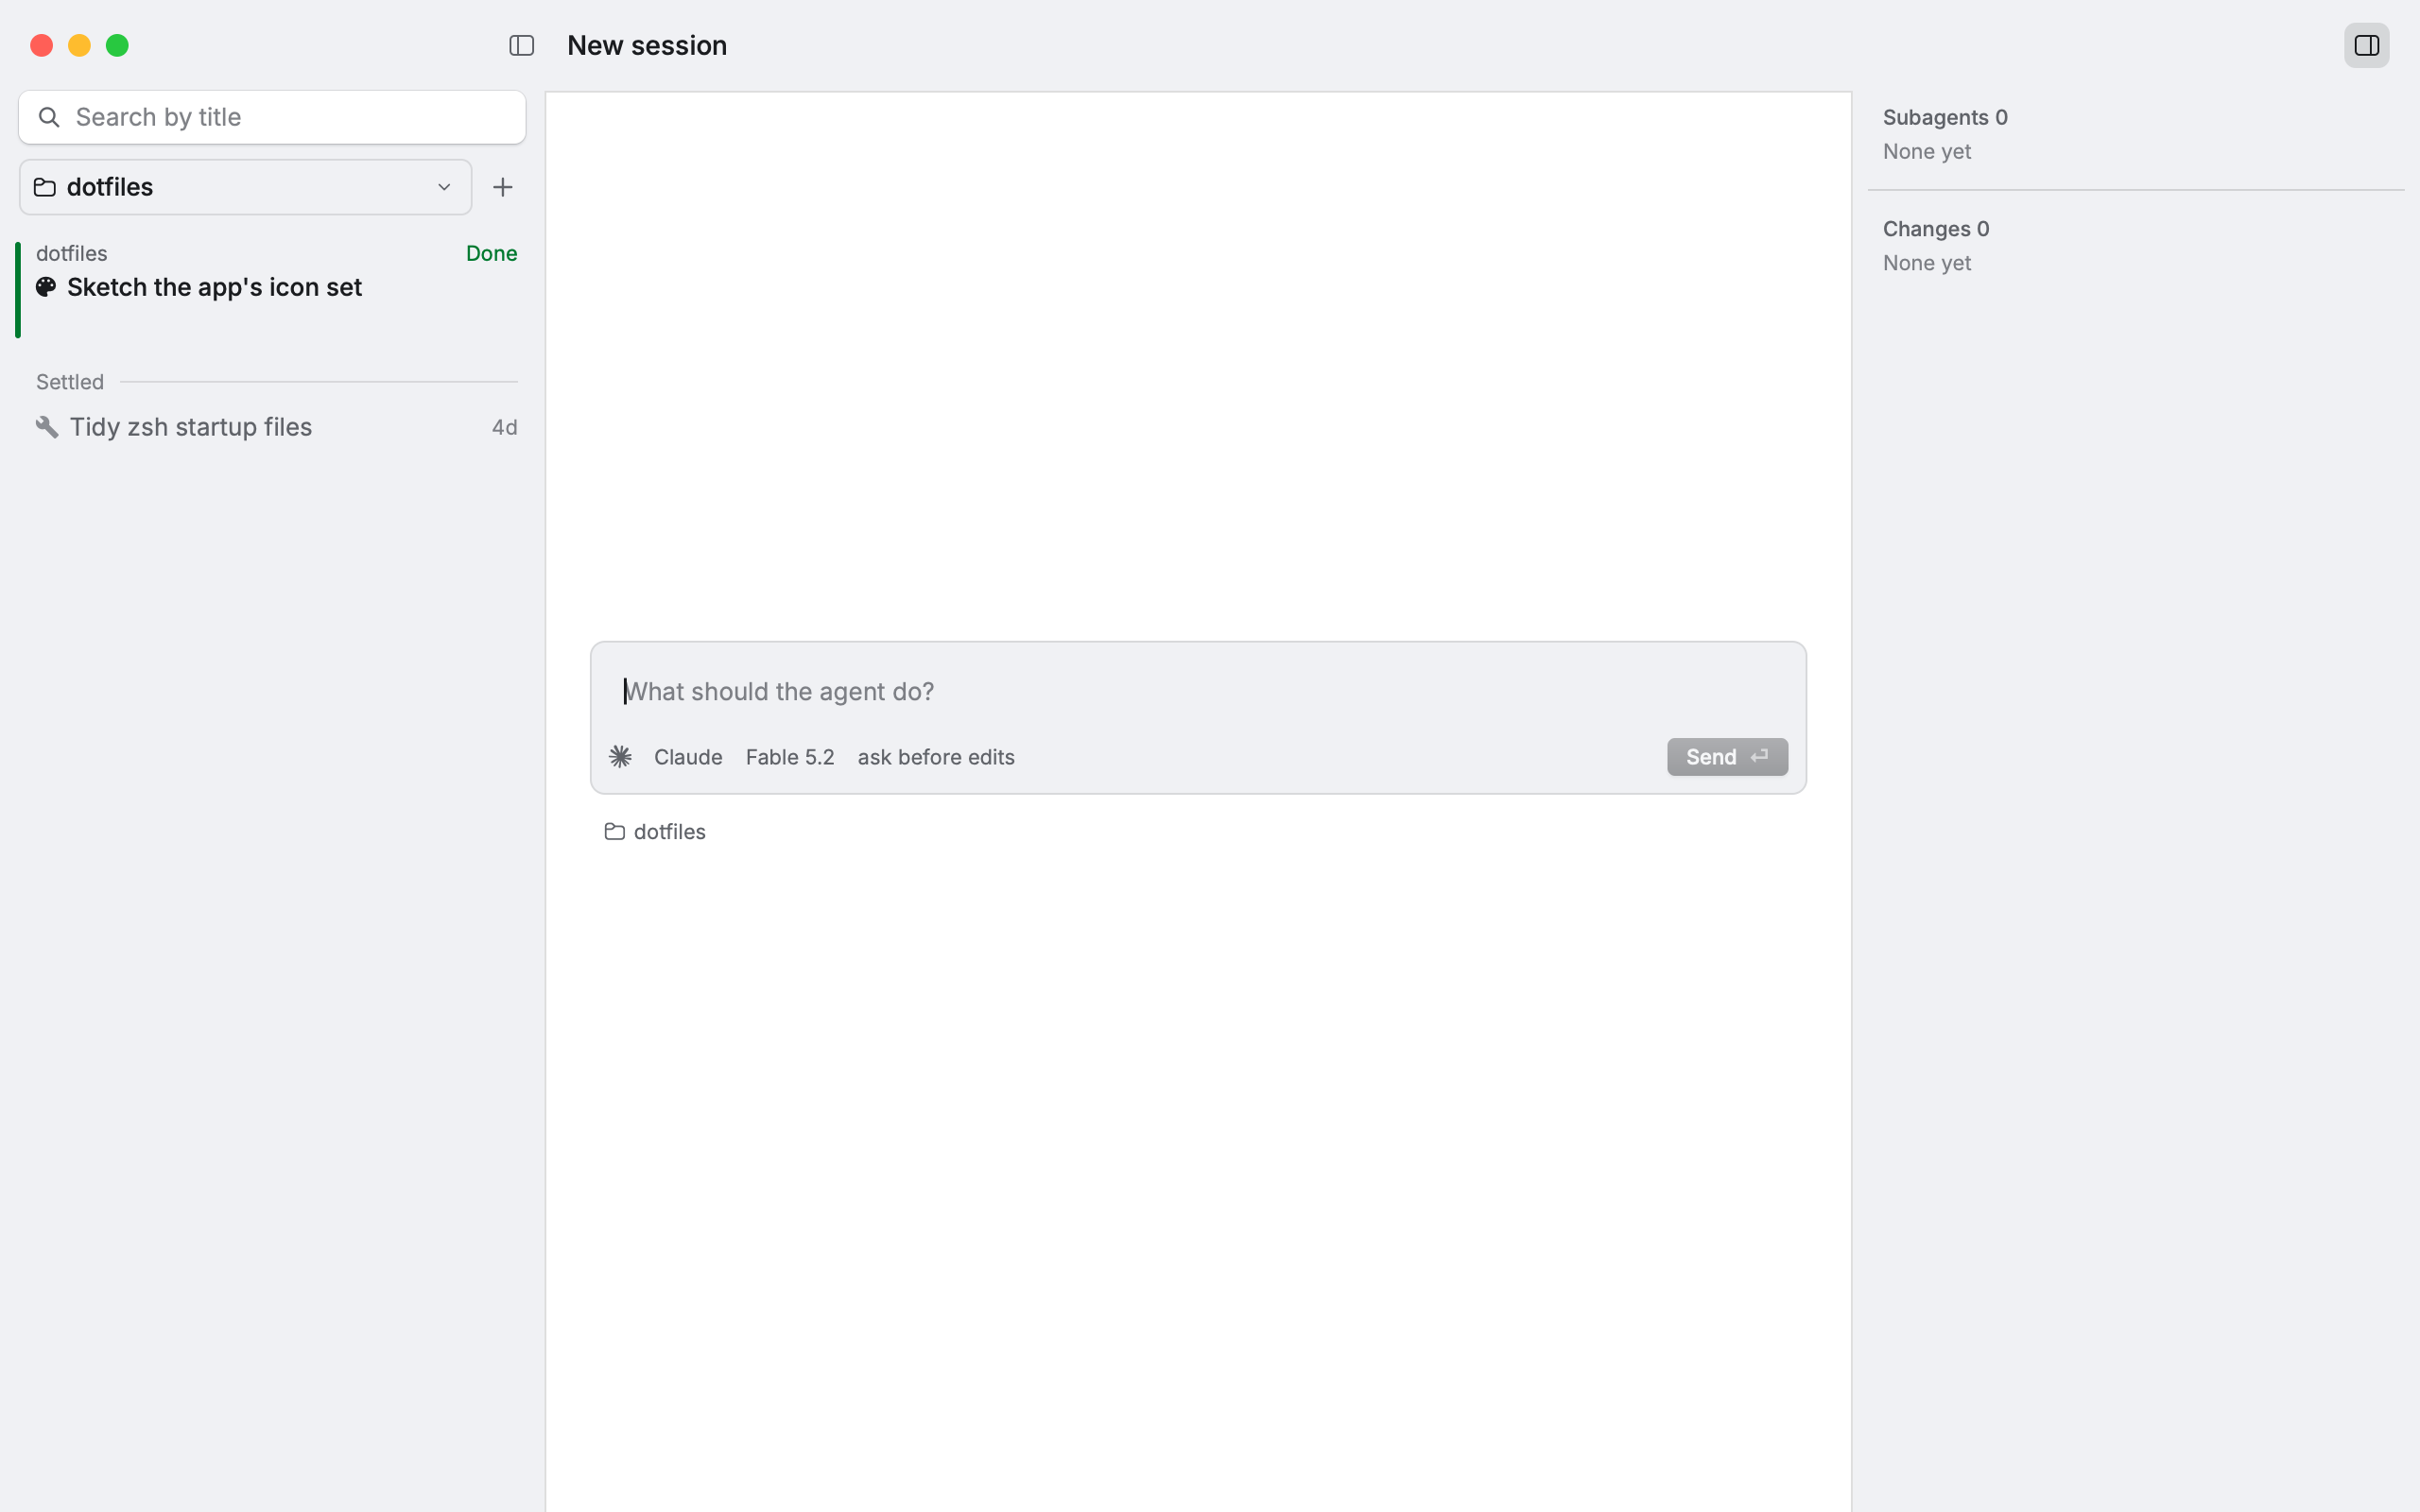 New session
Search by title
dotfiles
dotfiles Done
Sketch the app's icon set
Settled
Tidy zsh startup files 4d
What should the agent do?
Claude Fable 5.2 ask before edits Send
dotfiles
Subagents 0
None yet
Changes 0
None yet